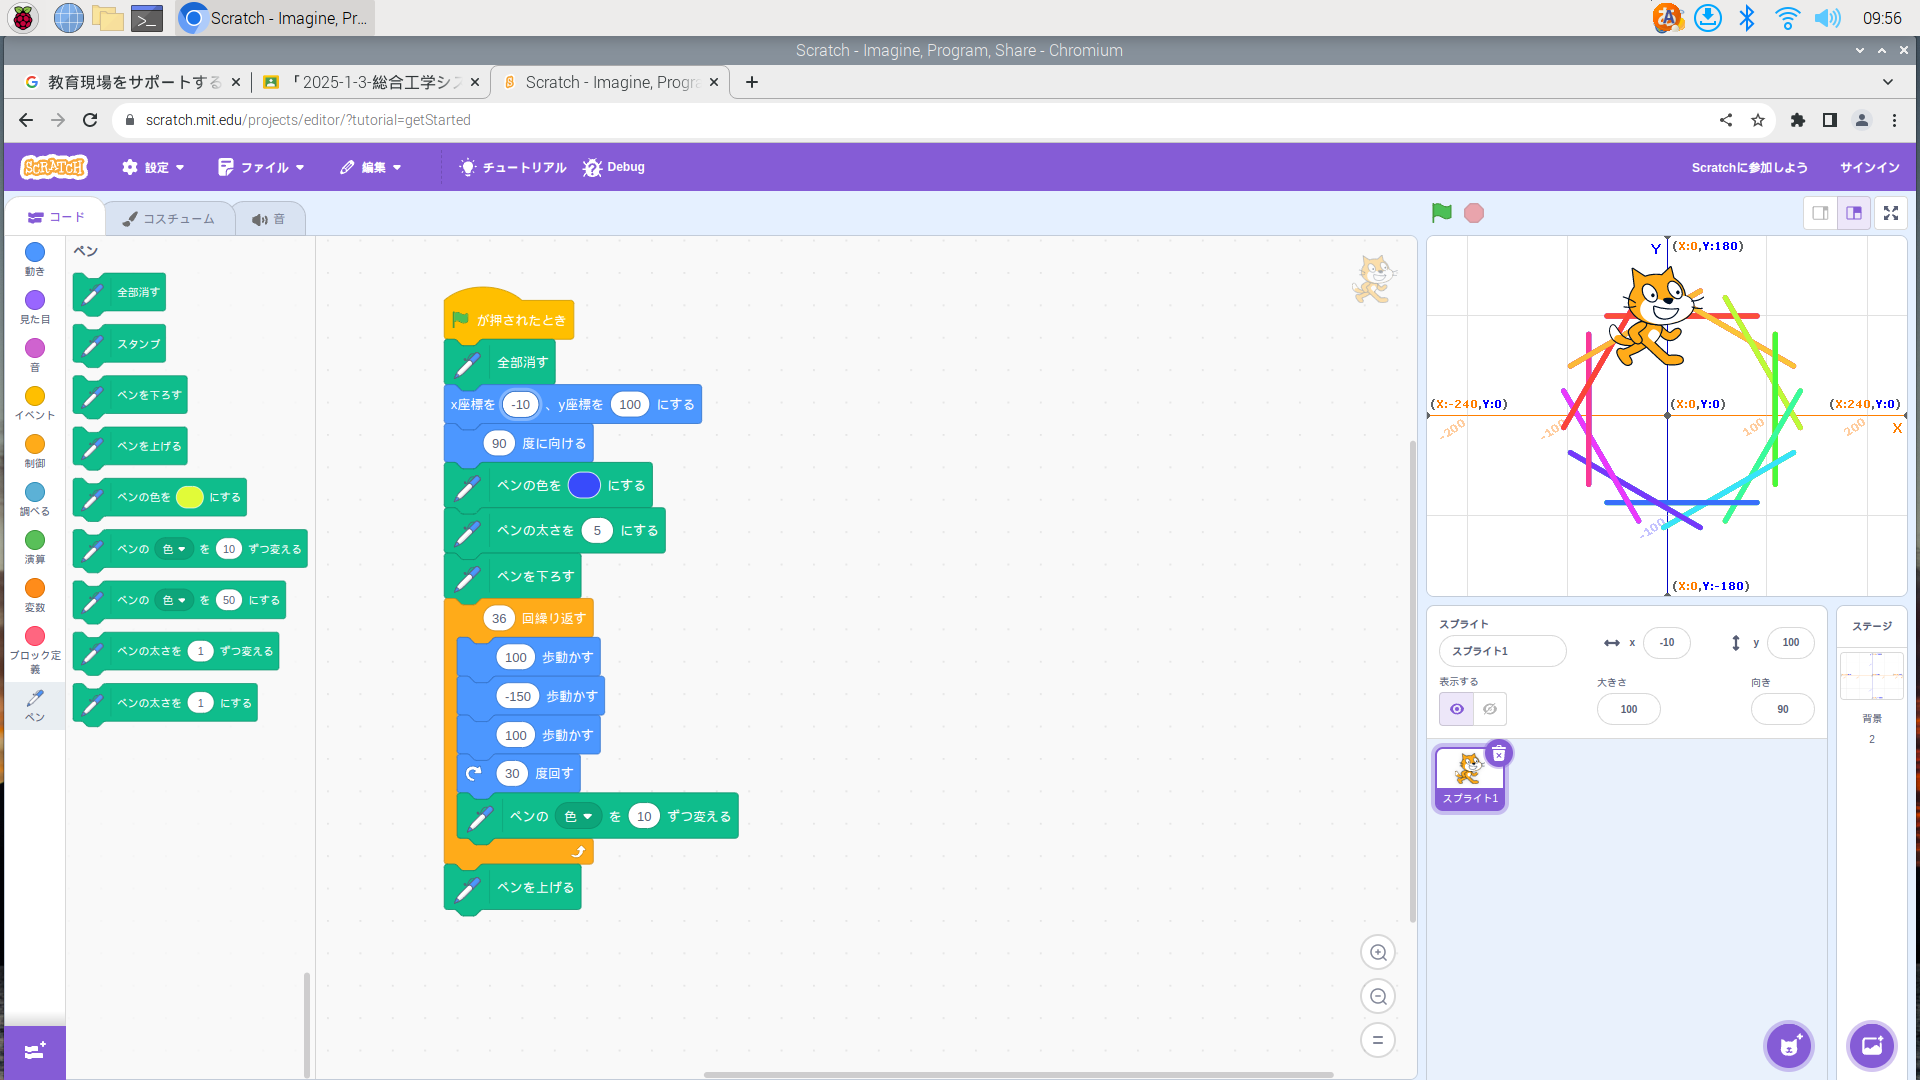 Scratch - Imagine, Pr...
09:56
Scratch - Imagine, Program, Share - Chromium
教育現場をサポートする
「2025-1-3-総合工学シス
Scratch - Imagine, Progra
scratch.mit.edu/projects/editor/?tutorial=getStarted
SCRATCH
設定
ファイル
編集
チュートリアル
Debug
Scratchに参加しよう
サインイン
コード
コスチューム
音
動き
見た目
音
イベント
制御
調べる
演算
変数
ブロック定義
ペン
ペン
全部消す
スタンプ
ペンを下ろす
ペンを上げる
ペンの色を にする
ペンの 色 を 10 ずつ変える
ペンの 色 を 50 にする
ペンの太さを 1 ずつ変える
ペンの太さを 1 にする
が押されたとき
全部消す
x座標を -10 、y座標を 100 にする
90 度に向ける
ペンの色を にする
ペンの太さを 5 にする
ペンを下ろす
36 回繰り返す
100 歩動かす
-150 歩動かす
100 歩動かす
30 度回す
ペンの 色 を 10 ずつ変える
ペンを上げる
Y (X:0,Y:180)
(X:-240,Y:0) (X:0,Y:0) (X:240,Y:0)
-200 -100 100 200 X
-100
(X:0,Y:-180)
スプライト
スプライト1
x -10
y 100
表示する
大きさ
100
向き
90
スプライト1
ステージ
背景
2